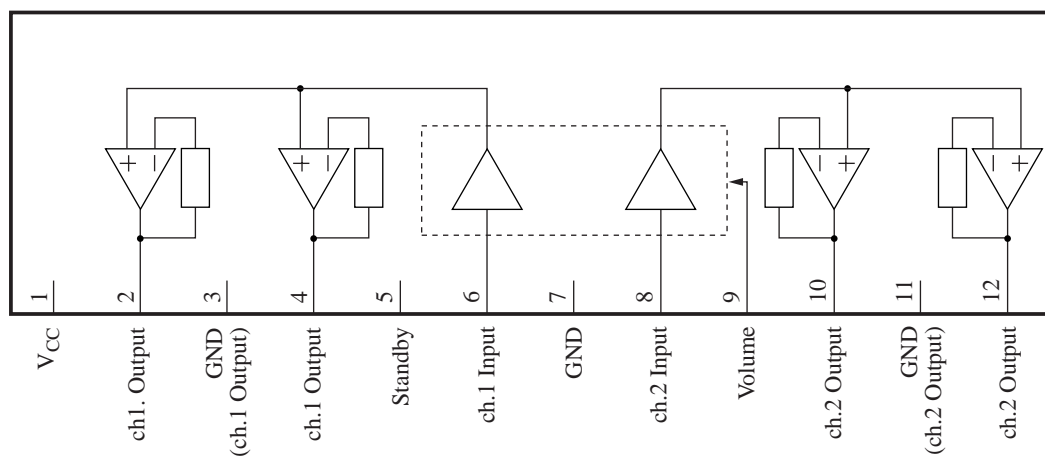 + −
+ −
− +
− +
1
2
3
4
5
6
7
8
9
10
11
12
VCC
ch1. Output
GND
(ch.1 Output)
ch.1 Output
Standby
ch.1 Input
GND
ch.2 Input
Volume
ch.2 Output
GND
(ch.2 Output)
ch.2 Output